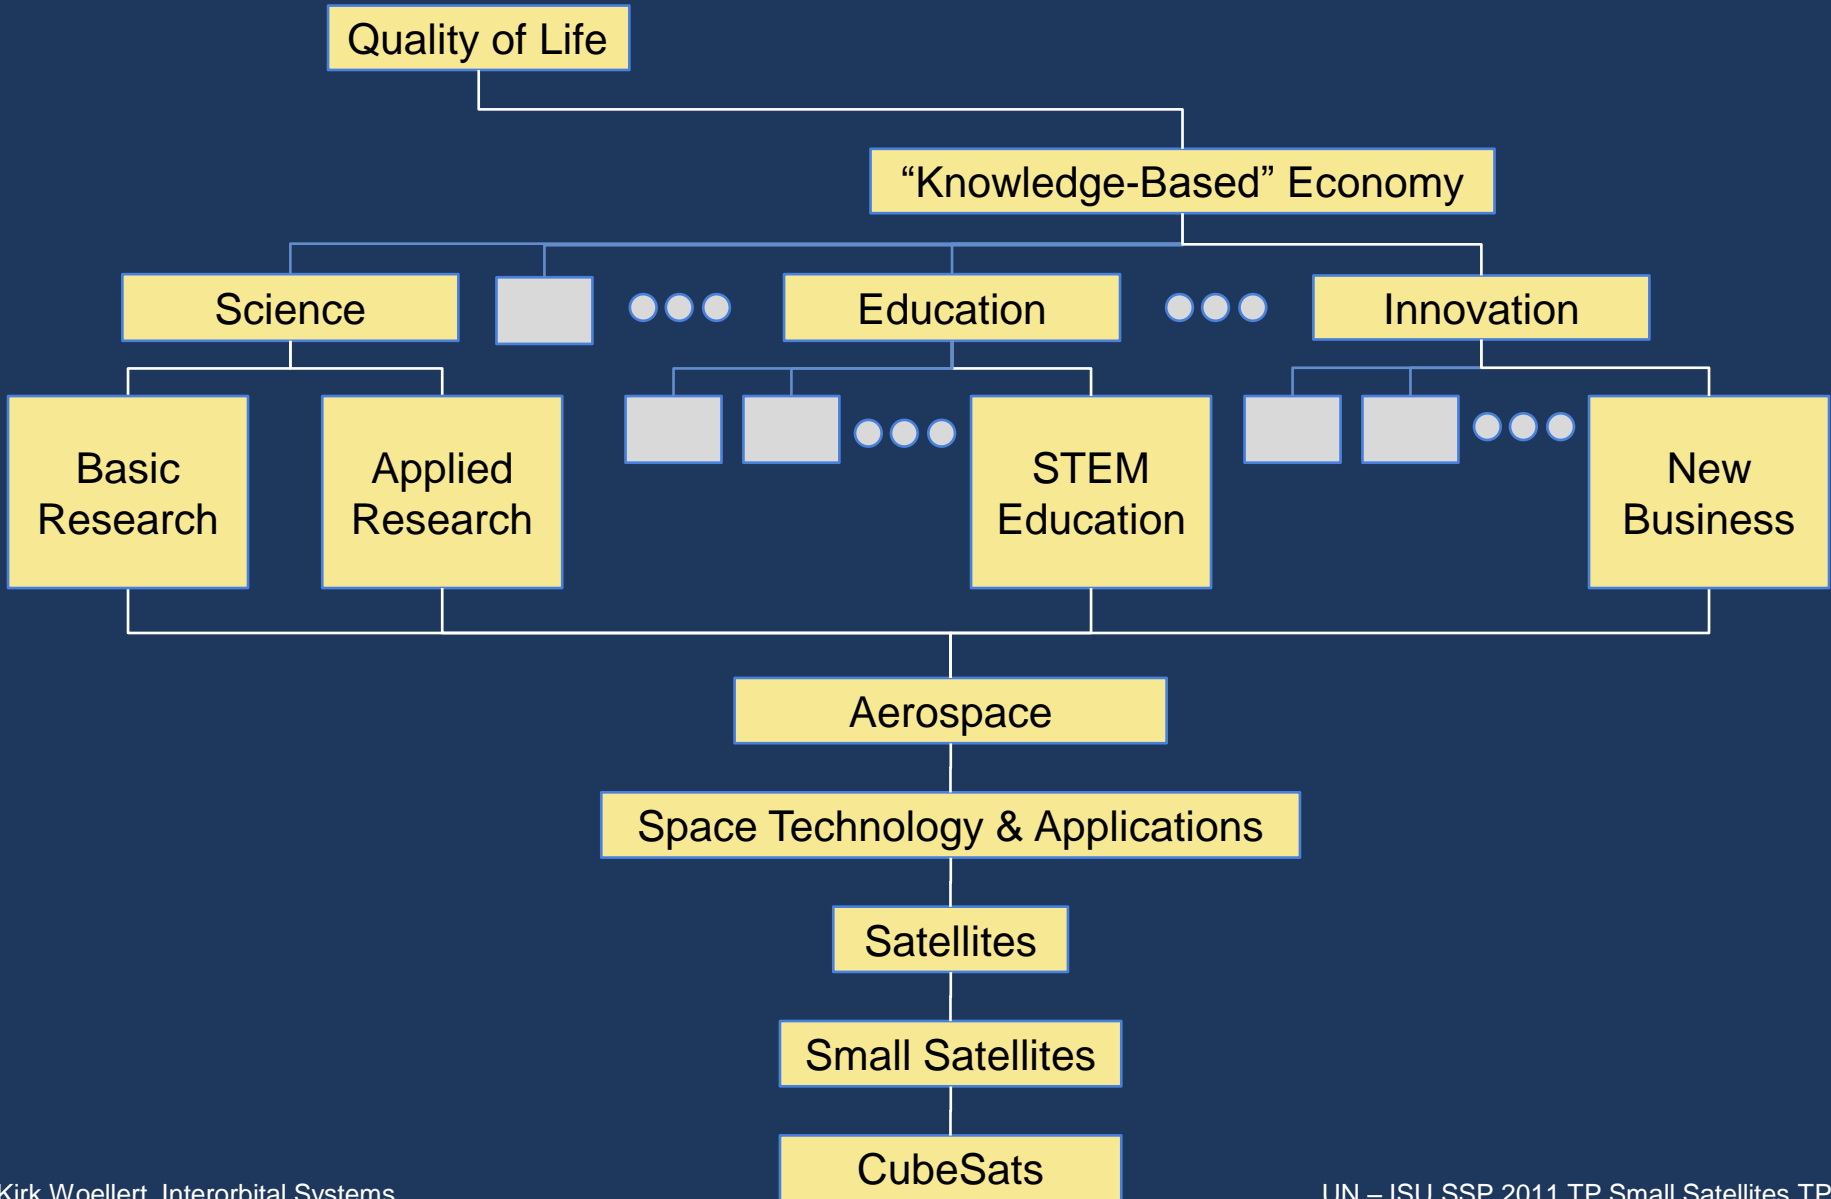 Quality of Life
“Knowledge-Based” Economy
Science
Education
Innovation
Basic
Research
Applied
Research
STEM
Education
New
Business
Aerospace
Space Technology & Applications
Satellites
Small Satellites
CubeSats
Kirk Woellert, Interorbital Systems
UN – ISU SSP 2011 TP Small Satellites TP